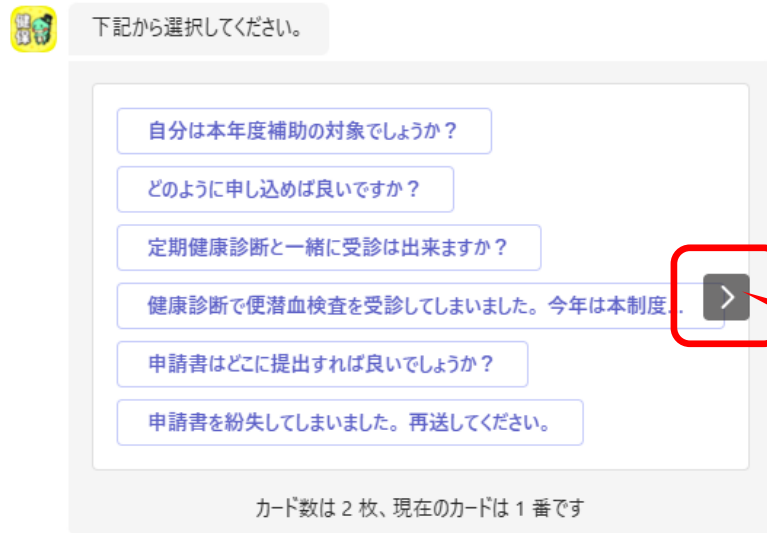 下記から選択してください。
自分は本年度補助の対象でしょうか？
どのように申し込めば良いですか？
定期健康診断と一緒に受診は出来ますか？
健康診断で便潜血検査を受診してしまいました。今年は本制度...
申請書はどこに提出すれば良いでしょうか？
申請書を紛失してしまいました。再送してください。
カード数は 2 枚、現在のカードは 1 番です